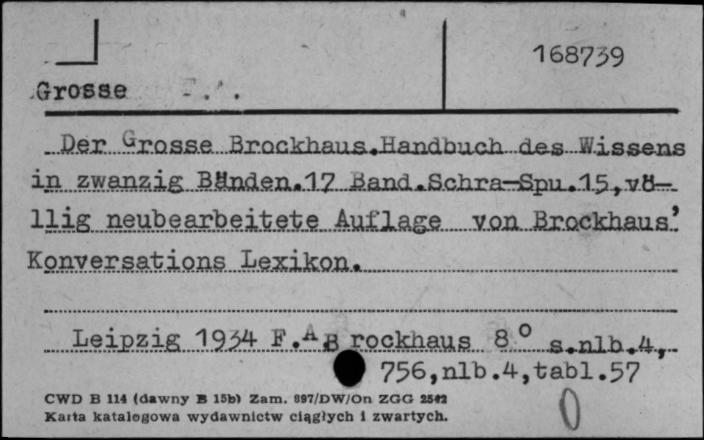 168739
Grosse
Der Grosse Brockhaus.Handbuch des Wissens
in zwanzig Bänden.17 Band.Schra-Spu.15,vö-
llig neubearbeitete Auflage von Brockhaus'
Konversations Lexikon.
Leipzig 1934 F.A B rockhaus 8° s.nlb.4,
756,nlb.4,tabl.57
CWD B 114 (dawny B 15b) Zam. 897/DW/On ZGG 2542
Karta katalogowa wydawnictw ciągłych i zwartych.
0